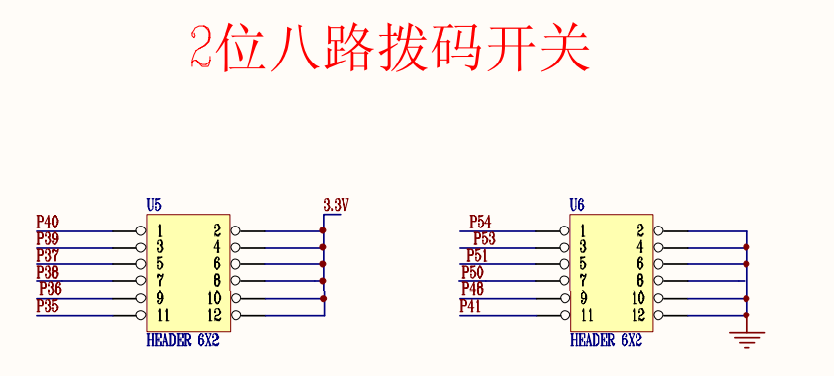 2位八路拨码开关
U5
3.3V
P40 1 2
P39 3 4
P37 5 6
P38 7 8
P36 9 10
P35 11 12
HEADER 6X2
U6
P54 1 2
P53 3 4
P51 5 6
P50 7 8
P48 9 10
P41 11 12
HEADER 6X2